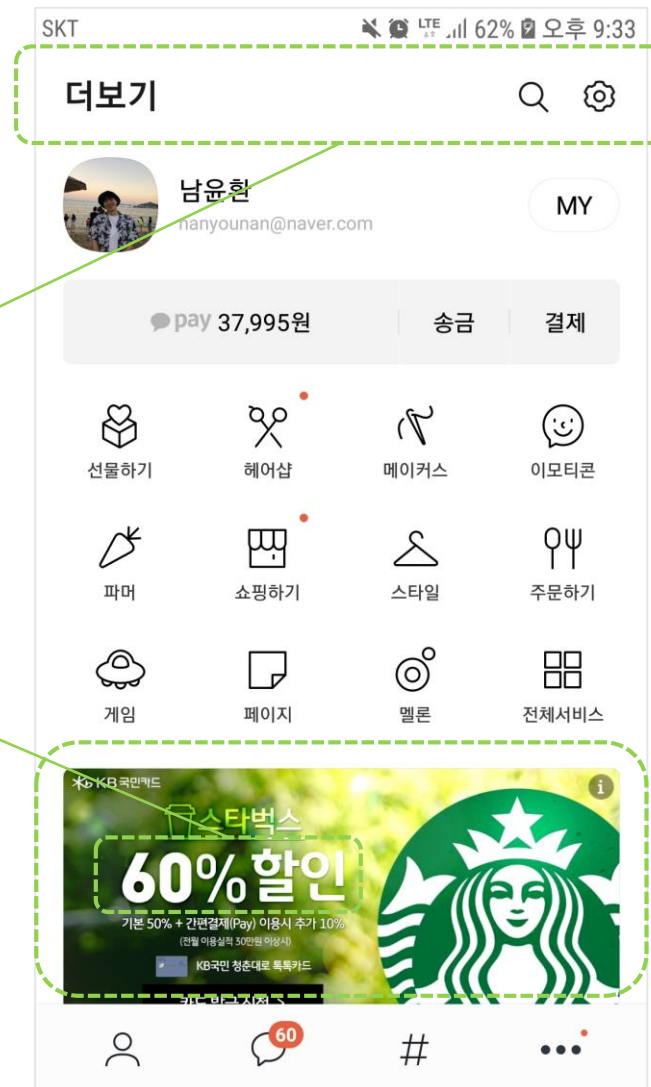 SKT LTE 62% 오후 9:33
더보기
남윤환
nanyounan@naver.com
MY
pay 37,995원 송금 결제
선물하기 헤어샵 메이커스 이모티콘
파머 쇼핑하기 스타일 주문하기
게임 페이지 멜론 전체서비스
KB국민카드
스타벅스
60% 할인
기본 50% + 간편결제(Pay) 이용시 추가 10%
(전월 이용실적 30만원 이상시)
KB국민 청춘대로 톡톡카드
60